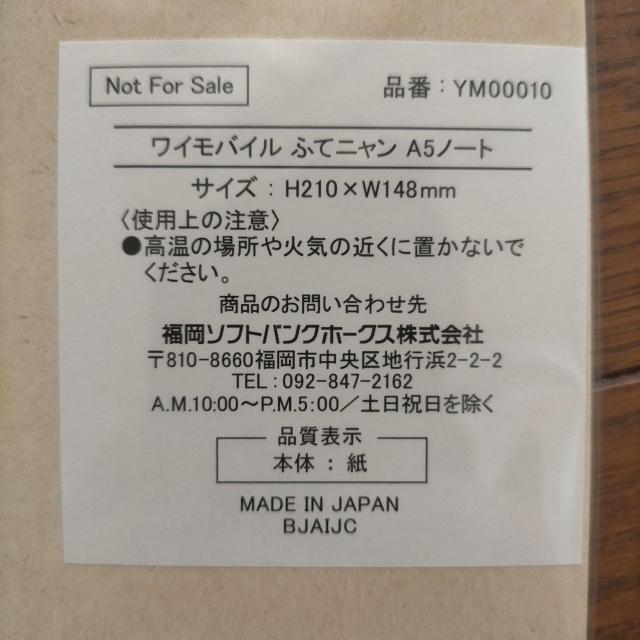 Not For Sale 品番：YM00010
ワイモバイル ふてニャン A5ノート
サイズ：H210×W148mm
〈使用上の注意〉
●高温の場所や火気の近くに置かないで
ください。
商品のお問い合わせ先
福岡ソフトバンクホークス株式会社
〒810-8660福岡市中央区地行浜2-2-2
TEL：092-847-2162
A.M.10:00～P.M.5:00／土日祝日を除く
品質表示
本体：紙
MADE IN JAPAN
BJAIJC